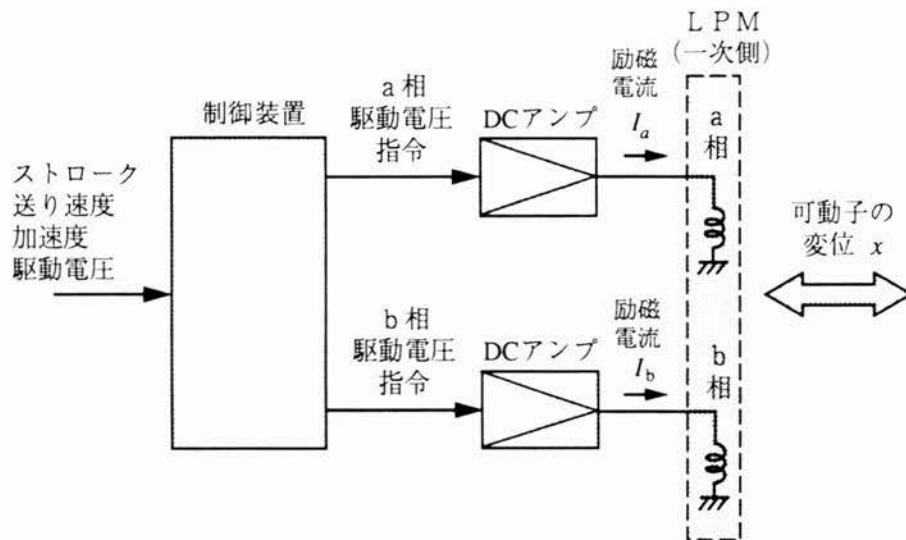 LPM
(一次側)
励磁
電流
I_a
a
相
a相
駆動電圧
指令
DCアンプ
制御装置
ストローク
送り速度
加速度
駆動電圧
可動子の
変位 x
b相
駆動電圧
指令
DCアンプ
励磁
電流
I_b
b
相